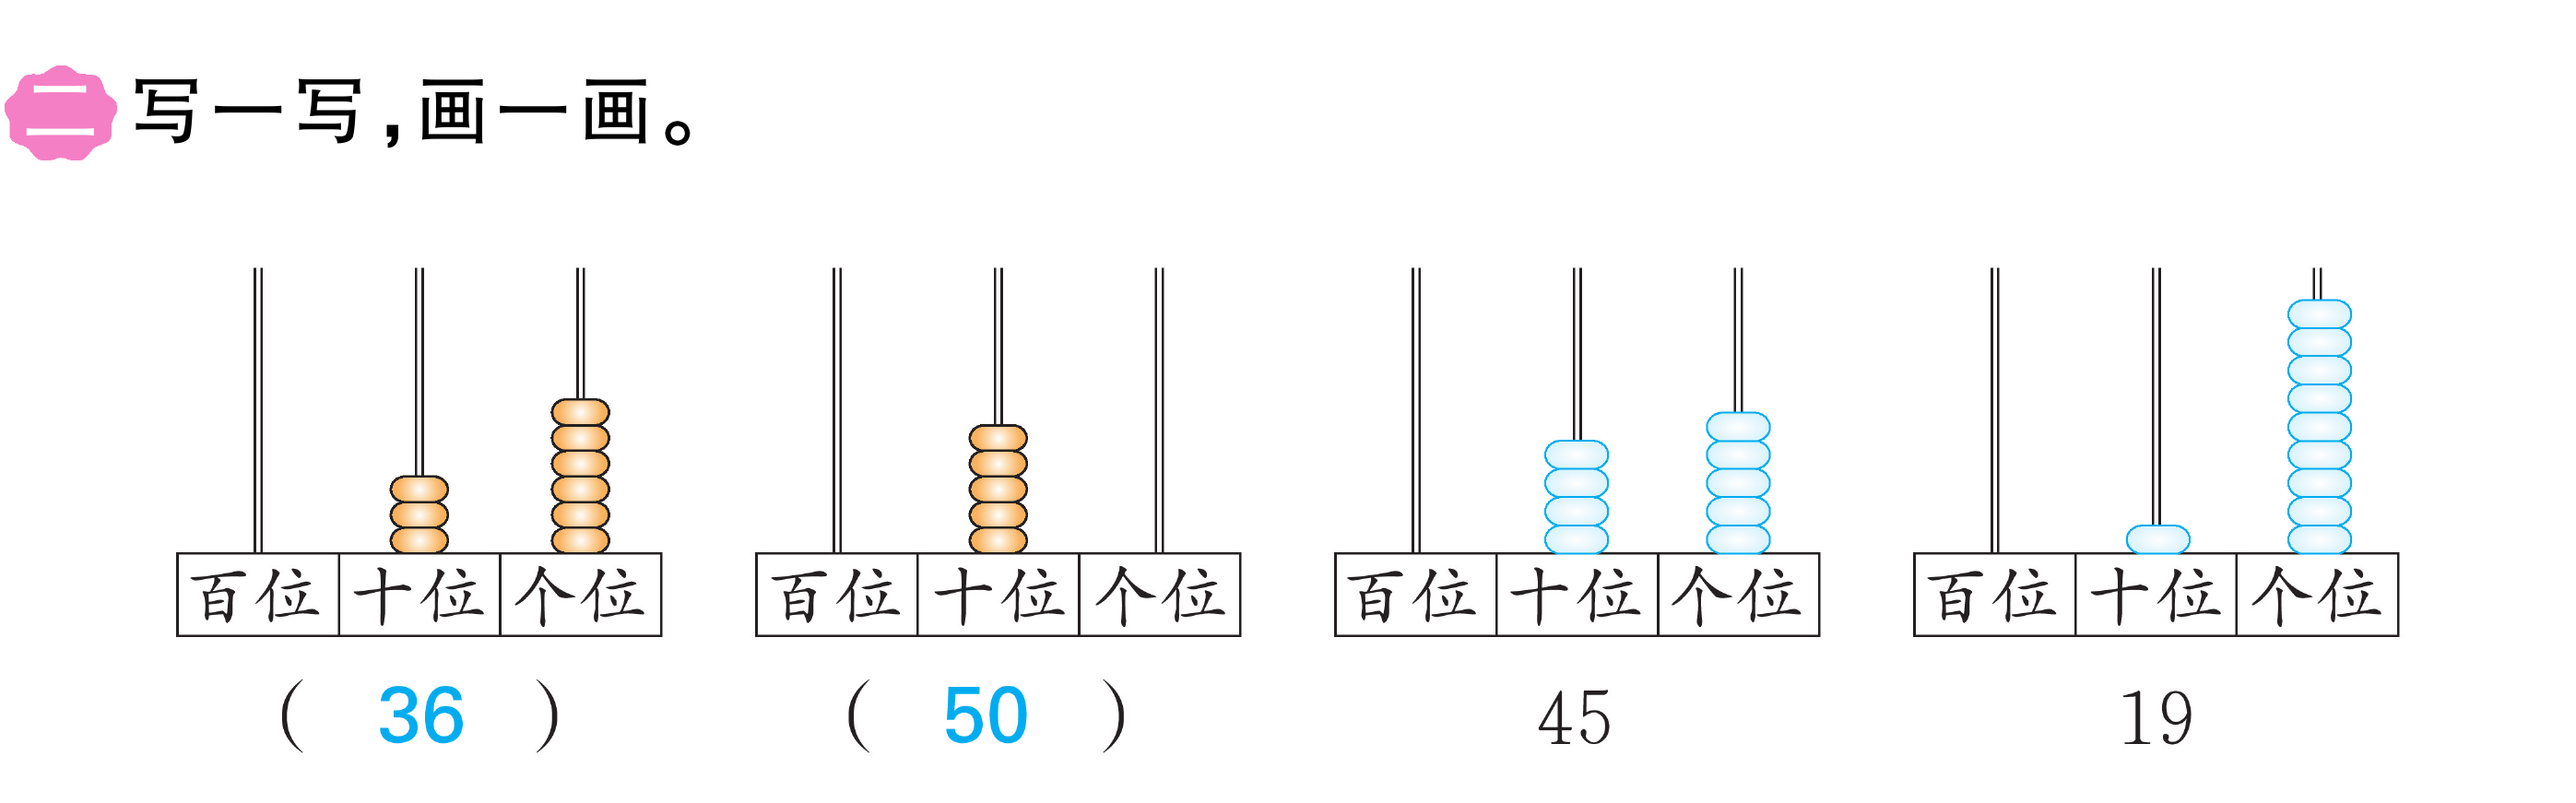 二 写一写,画一画。
百位 十位 个位 百位 十位 个位 百位 十位 个位 百位 十位 个位
( 36 ) ( 50 ) 45 19